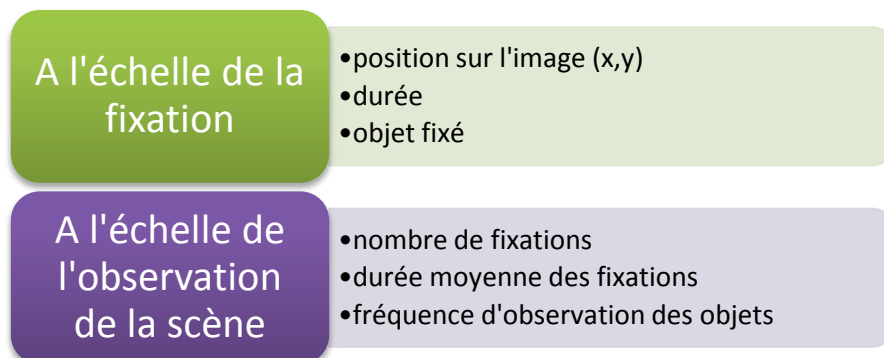 A l'échelle de la
fixation
•position sur l'image (x,y)
•durée
•objet fixé
A l'échelle de
l'observation
de la scène
•nombre de fixations
•durée moyenne des fixations
•fréquence d'observation des objets